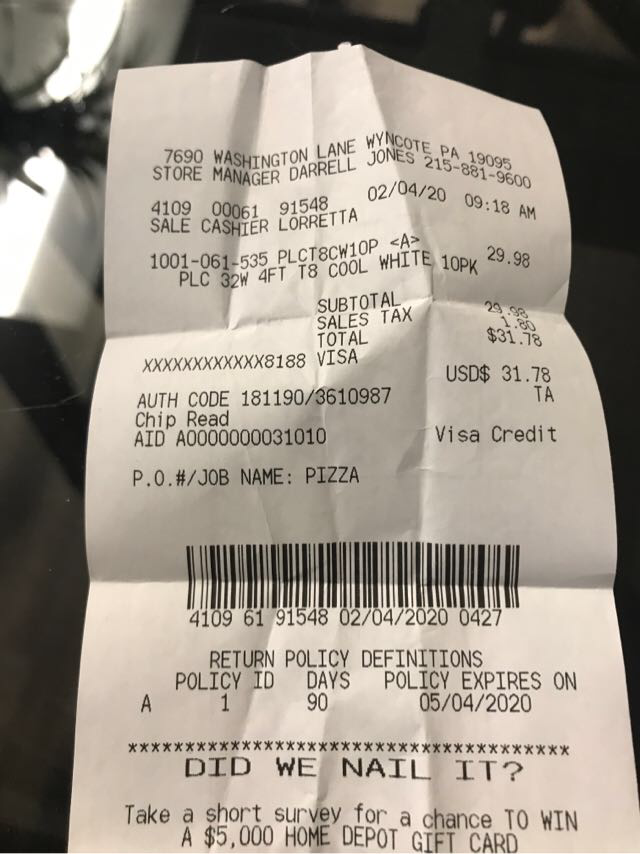 7690 WASHINGTON LANE WYNCOTE PA 19095
STORE MANAGER DARRELL JONES 215-881-9600
4109 00061 91548 02/04/20 09:18 AM
SALE CASHIER LORRETTA
1001-061-535 PLCT8CW10P <A> 29.98
PLC 32W 4FT T8 COOL WHITE 10PK
SUBTOTAL 29.98
SALES TAX 1.80
TOTAL $31.78
XXXXXXXXXXXX8188 VISA
USD$ 31.78
AUTH CODE 181190/3610987 TA
Chip Read
AID A0000000031010 Visa Credit
P.O.#/JOB NAME: PIZZA
4109 61 91548 02/04/2020 0427
RETURN POLICY DEFINITIONS
POLICY ID DAYS POLICY EXPIRES ON
A 1 90 05/04/2020
***************************************
DID WE NAIL IT?
Take a short survey for a chance TO WIN
A $5,000 HOME DEPOT GIFT CARD